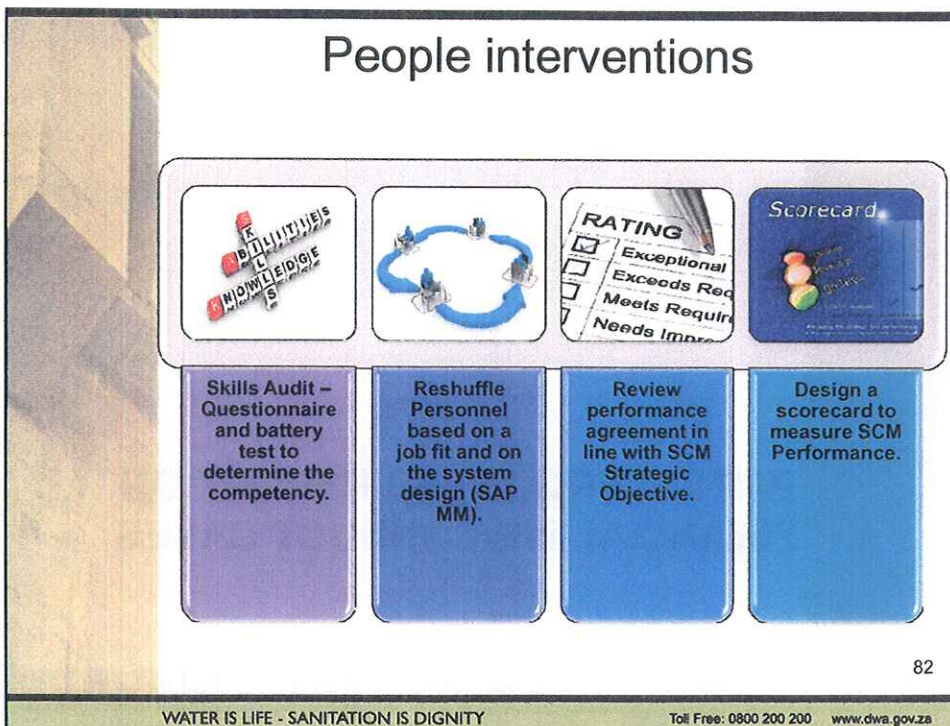 People interventions
SKILLS
ABILITIES
KNOWLEDGE
RATING
Exceptional
Exceeds Req
Meets Requir
Needs Impr
Scorecard
Skills Audit –
Questionnaire
and battery
test to
determine the
competency.
Reshuffle
Personnel
based on a
job fit and on
the system
design (SAP
MM).
Review
performance
agreement in
line with SCM
Strategic
Objective.
Design a
scorecard to
measure SCM
Performance.
82
WATER IS LIFE - SANITATION IS DIGNITY
Toll Free: 0800 200 200 www.dwa.gov.za